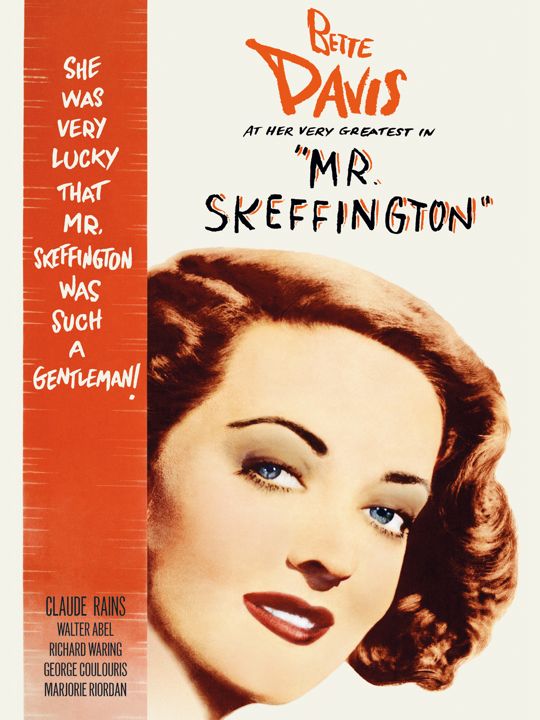 BETTE
DAVIS
AT HER VERY GREATEST IN
"MR.
SKEFFINGTON"
SHE
WAS
VERY
LUCKY
THAT
MR.
SKEFFINGTON
WAS
SUCH
A
GENTLEMAN!
CLAUDE RAINS
WALTER ABEL
RICHARD WARING
GEORGE COULOURIS
MARJORIE RIORDAN